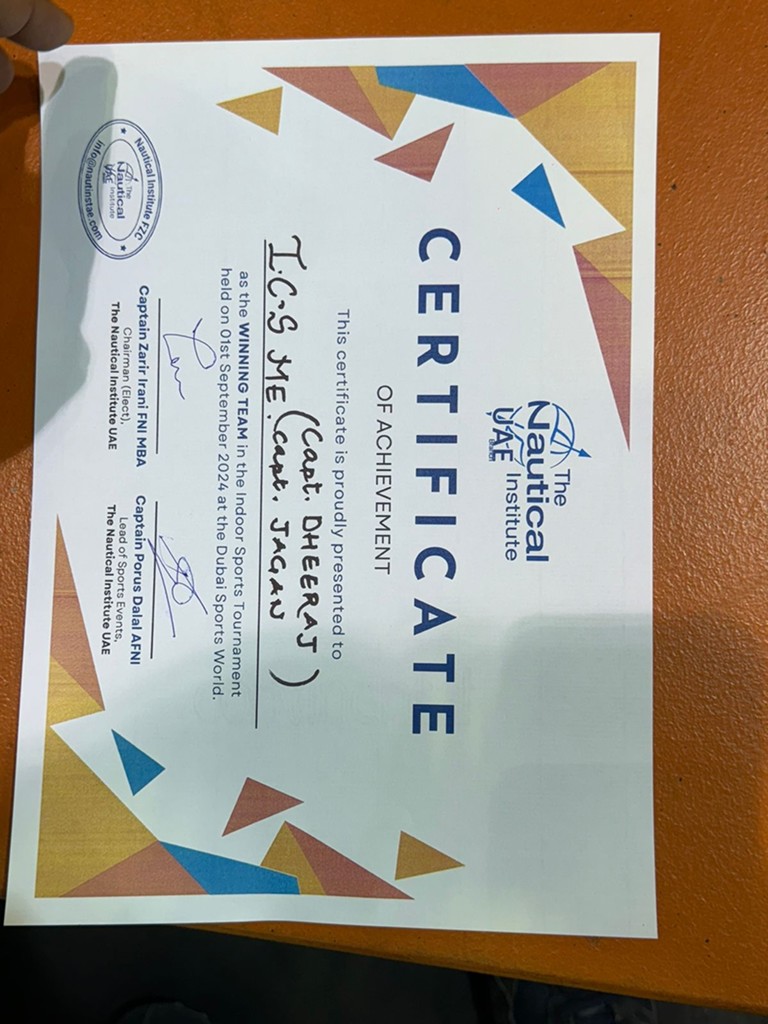 The
Nautical
Institute
UAE
CERTIFICATE
OF ACHIEVEMENT
This certificate is proudly presented to
I.C.S ME. (Capt. DHEERAJ
Capt. JAGAN)
as the WINNING TEAM in the Indoor Sports Tournament
held on 01st September 2024 at the Dubai Sports World.
Captain Zarir Irani FNI MBA
Chairman (Elect),
The Nautical Institute UAE
Captain Porus Dalal AFNI
Lead of Sports Events,
The Nautical Institute UAE
Nautical Institute FZC
The
Nautical
Institute
UAE
info@nautinstae.com